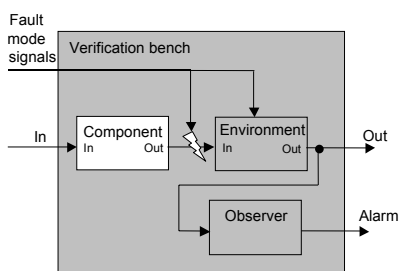 Fault
mode
signals
Verification bench
In
Component
In Out
Environment
In Out
Out
Observer
Alarm